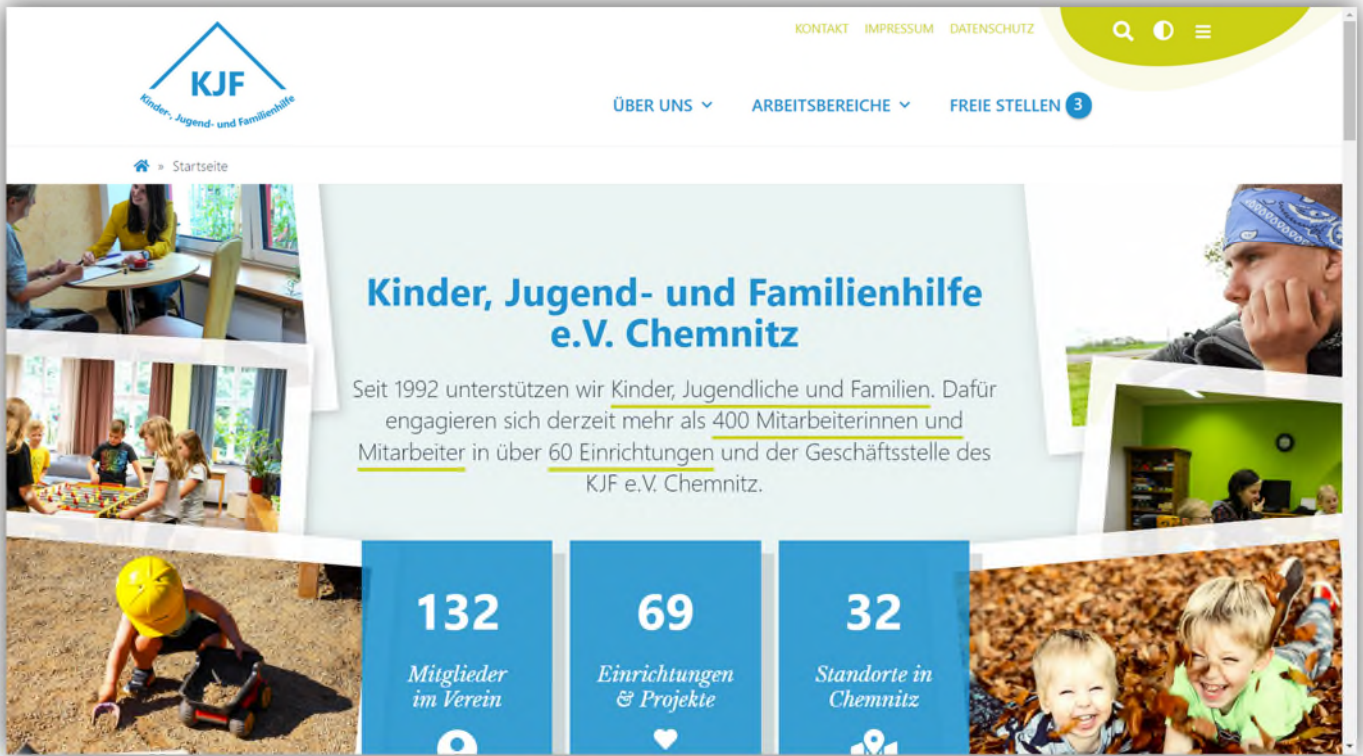 KJF
Kinder-, Jugend- und Familienhilfe
KONTAKT IMPRESSUM DATENSCHUTZ
ÜBER UNS ARBEITSBEREICHE FREIE STELLEN 3
» Startseite
Kinder, Jugend- und Familienhilfe
e.V. Chemnitz
Seit 1992 unterstützen wir Kinder, Jugendliche und Familien. Dafür
engagieren sich derzeit mehr als 400 Mitarbeiterinnen und
Mitarbeiter in über 60 Einrichtungen und der Geschäftsstelle des
KJF e.V. Chemnitz.
132
Mitglieder
im Verein
69
Einrichtungen
& Projekte
32
Standorte in
Chemnitz